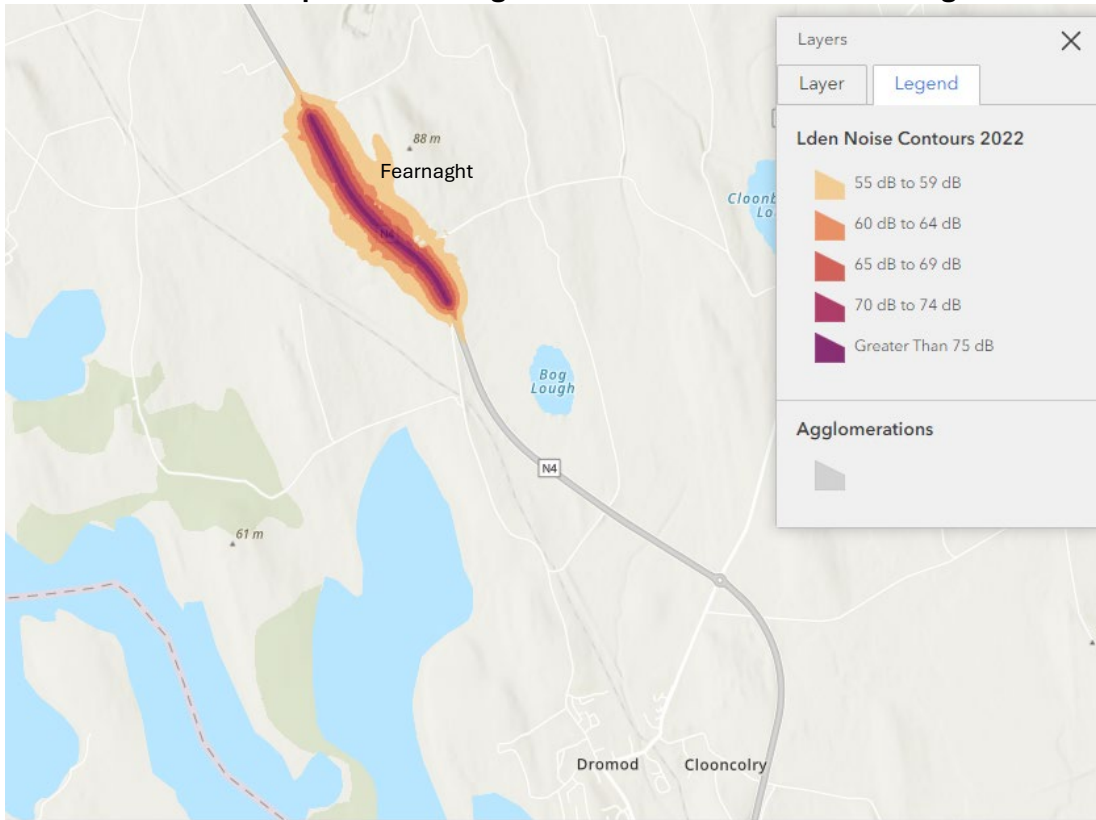 88 m
Fearnaght
N4
Bog
Lough
N4
61 m
Dromod
Clooncolry
Layers
Layer
Legend
Lden Noise Contours 2022
55 dB to 59 dB
60 dB to 64 dB
65 dB to 69 dB
70 dB to 74 dB
Greater Than 75 dB
Agglomerations